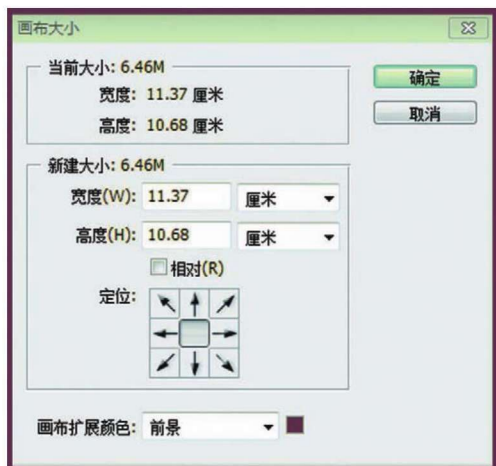 画布大小
当前大小: 6.46M
确定
宽度: 11.37 厘米
取消
高度: 10.68 厘米
新建大小: 6.46M
宽度(W): 11.37 厘米
高度(H): 10.68 厘米
相对(R)
定位:
画布扩展颜色: 前景